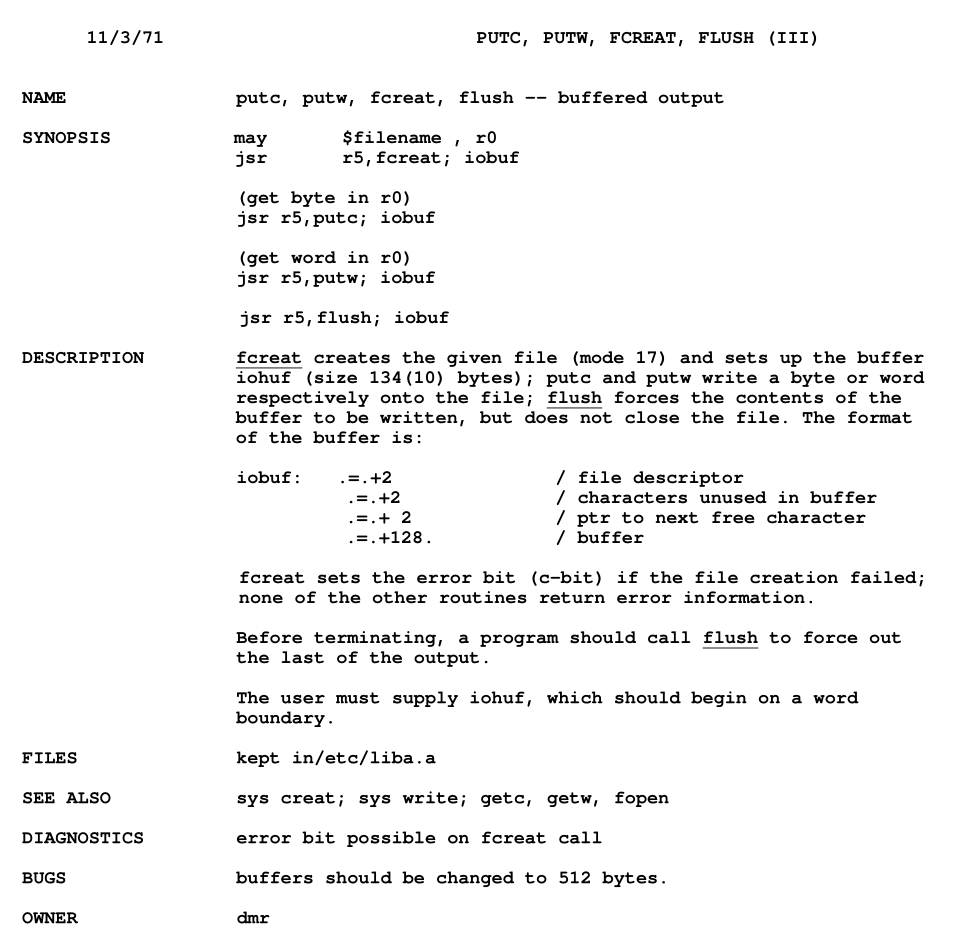 11/3/71 PUTC, PUTW, FCREAT, FLUSH (III)
NAME putc, putw, fcreat, flush -- buffered output
SYNOPSIS may $filename , r0
jsr r5,fcreat; iobuf
(get byte in r0)
jsr r5,putc; iobuf
(get word in r0)
jsr r5,putw; iobuf
jsr r5,flush; iobuf
DESCRIPTION fcreat creates the given file (mode 17) and sets up the buffer
iohuf (size 134(10) bytes); putc and putw write a byte or word
respectively onto the file; flush forces the contents of the
buffer to be written, but does not close the file. The format
of the buffer is:
iobuf: .=.+2 / file descriptor
.=.+2 / characters unused in buffer
.=.+ 2 / ptr to next free character
.=.+128. / buffer
fcreat sets the error bit (c-bit) if the file creation failed;
none of the other routines return error information.
Before terminating, a program should call flush to force out
the last of the output.
The user must supply iohuf, which should begin on a word
boundary.
FILES kept in/etc/liba.a
SEE ALSO sys creat; sys write; getc, getw, fopen
DIAGNOSTICS error bit possible on fcreat call
BUGS buffers should be changed to 512 bytes.
OWNER dmr